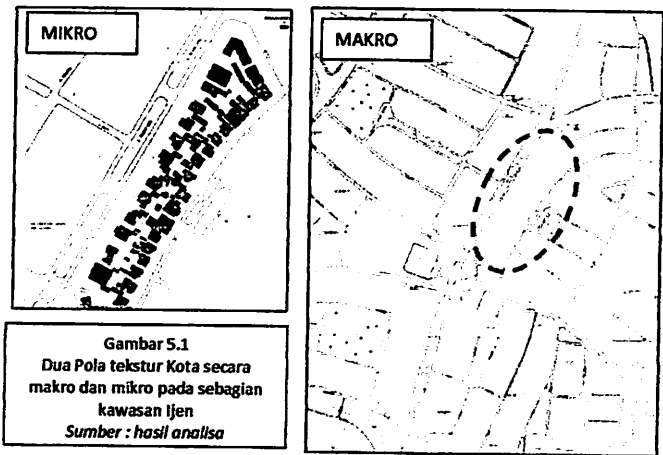 MIKRO
MAKRO
Gambar 5.1
Dua Pola tekstur Kota secara
makro dan mikro pada sebagian
kawasan Ijen
Sumber : hasil analisa